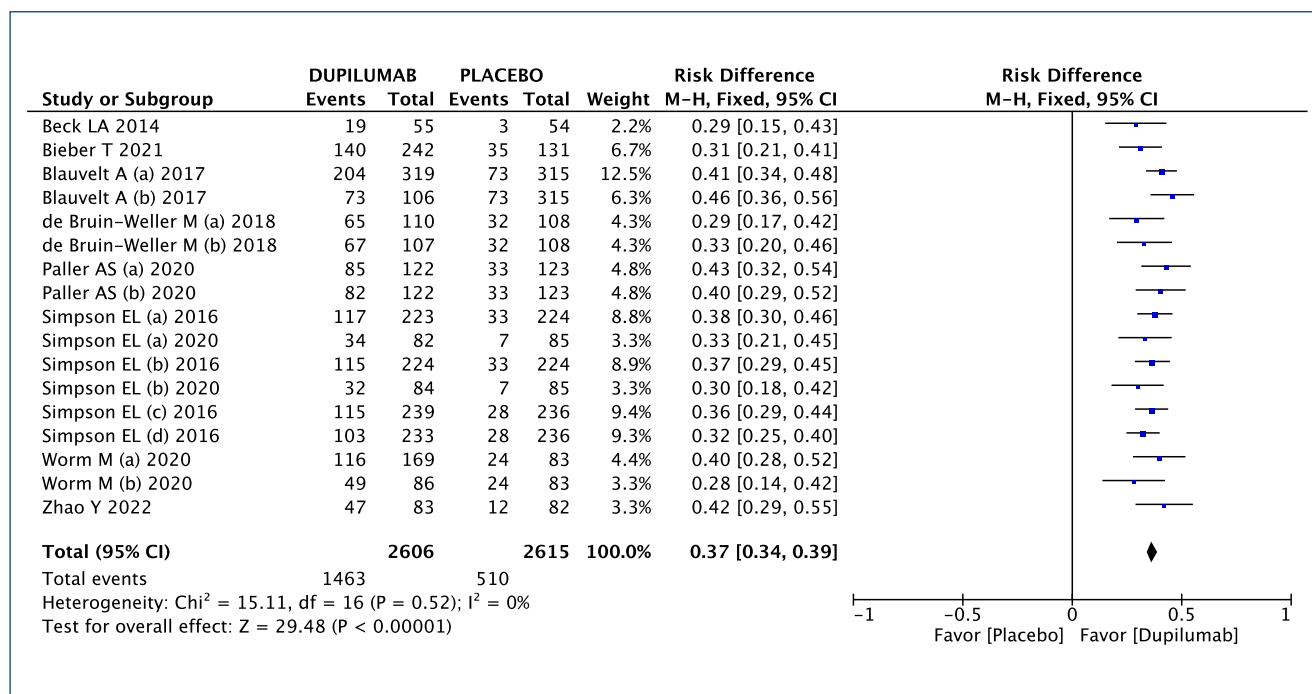 DUPILUMAB PLACEBO Risk Difference Risk Difference
Study or Subgroup Events Total Events Total Weight M–H, Fixed, 95% CI M–H, Fixed, 95% CI
Beck LA 2014 19 55 3 54 2.2% 0.29 [0.15, 0.43]
Bieber T 2021 140 242 35 131 6.7% 0.31 [0.21, 0.41]
Blauvelt A (a) 2017 204 319 73 315 12.5% 0.41 [0.34, 0.48]
Blauvelt A (b) 2017 73 106 73 315 6.3% 0.46 [0.36, 0.56]
de Bruin–Weller M (a) 2018 65 110 32 108 4.3% 0.29 [0.17, 0.42]
de Bruin–Weller M (b) 2018 67 107 32 108 4.3% 0.33 [0.20, 0.46]
Paller AS (a) 2020 85 122 33 123 4.8% 0.43 [0.32, 0.54]
Paller AS (b) 2020 82 122 33 123 4.8% 0.40 [0.29, 0.52]
Simpson EL (a) 2016 117 223 33 224 8.8% 0.38 [0.30, 0.46]
Simpson EL (a) 2020 34 82 7 85 3.3% 0.33 [0.21, 0.45]
Simpson EL (b) 2016 115 224 33 224 8.9% 0.37 [0.29, 0.45]
Simpson EL (b) 2020 32 84 7 85 3.3% 0.30 [0.18, 0.42]
Simpson EL (c) 2016 115 239 28 236 9.4% 0.36 [0.29, 0.44]
Simpson EL (d) 2016 103 233 28 236 9.3% 0.32 [0.25, 0.40]
Worm M (a) 2020 116 169 24 83 4.4% 0.40 [0.28, 0.52]
Worm M (b) 2020 49 86 24 83 3.3% 0.28 [0.14, 0.42]
Zhao Y 2022 47 83 12 82 3.3% 0.42 [0.29, 0.55]
Total (95% CI) 2606 2615 100.0% 0.37 [0.34, 0.39]
Total events 1463 510
Heterogeneity: Chi² = 15.11, df = 16 (P = 0.52); I² = 0%
Test for overall effect: Z = 29.48 (P < 0.00001)
−1 −0.5 0 0.5 1
Favor [Placebo] Favor [Dupilumab]